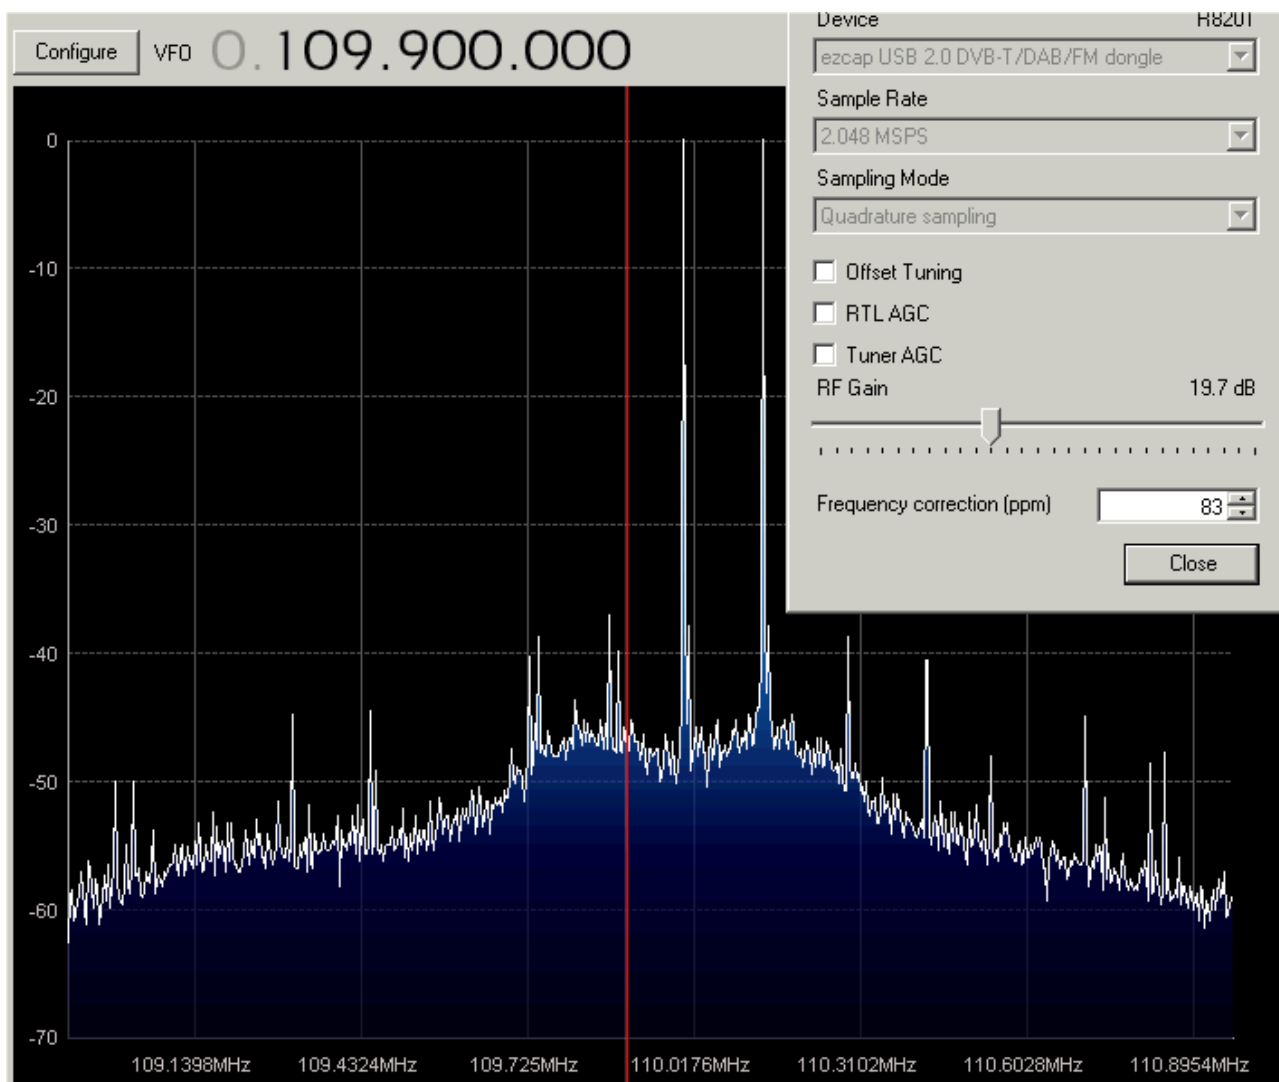 Configure VFO 0.109.900.000
Device R820T
ezcap USB 2.0 DVB-T/DAB/FM dongle
Sample Rate
2.048 MSPS
Sampling Mode
Quadrature sampling
Offset Tuning
RTL AGC
Tuner AGC
RF Gain 19.7 dB
Frequency correction (ppm) 83
Close
0
-10
-20
-30
-40
-50
-60
-70
109.1398MHz 109.4324MHz 109.725MHz 110.0176MHz 110.3102MHz 110.6028MHz 110.8954MHz